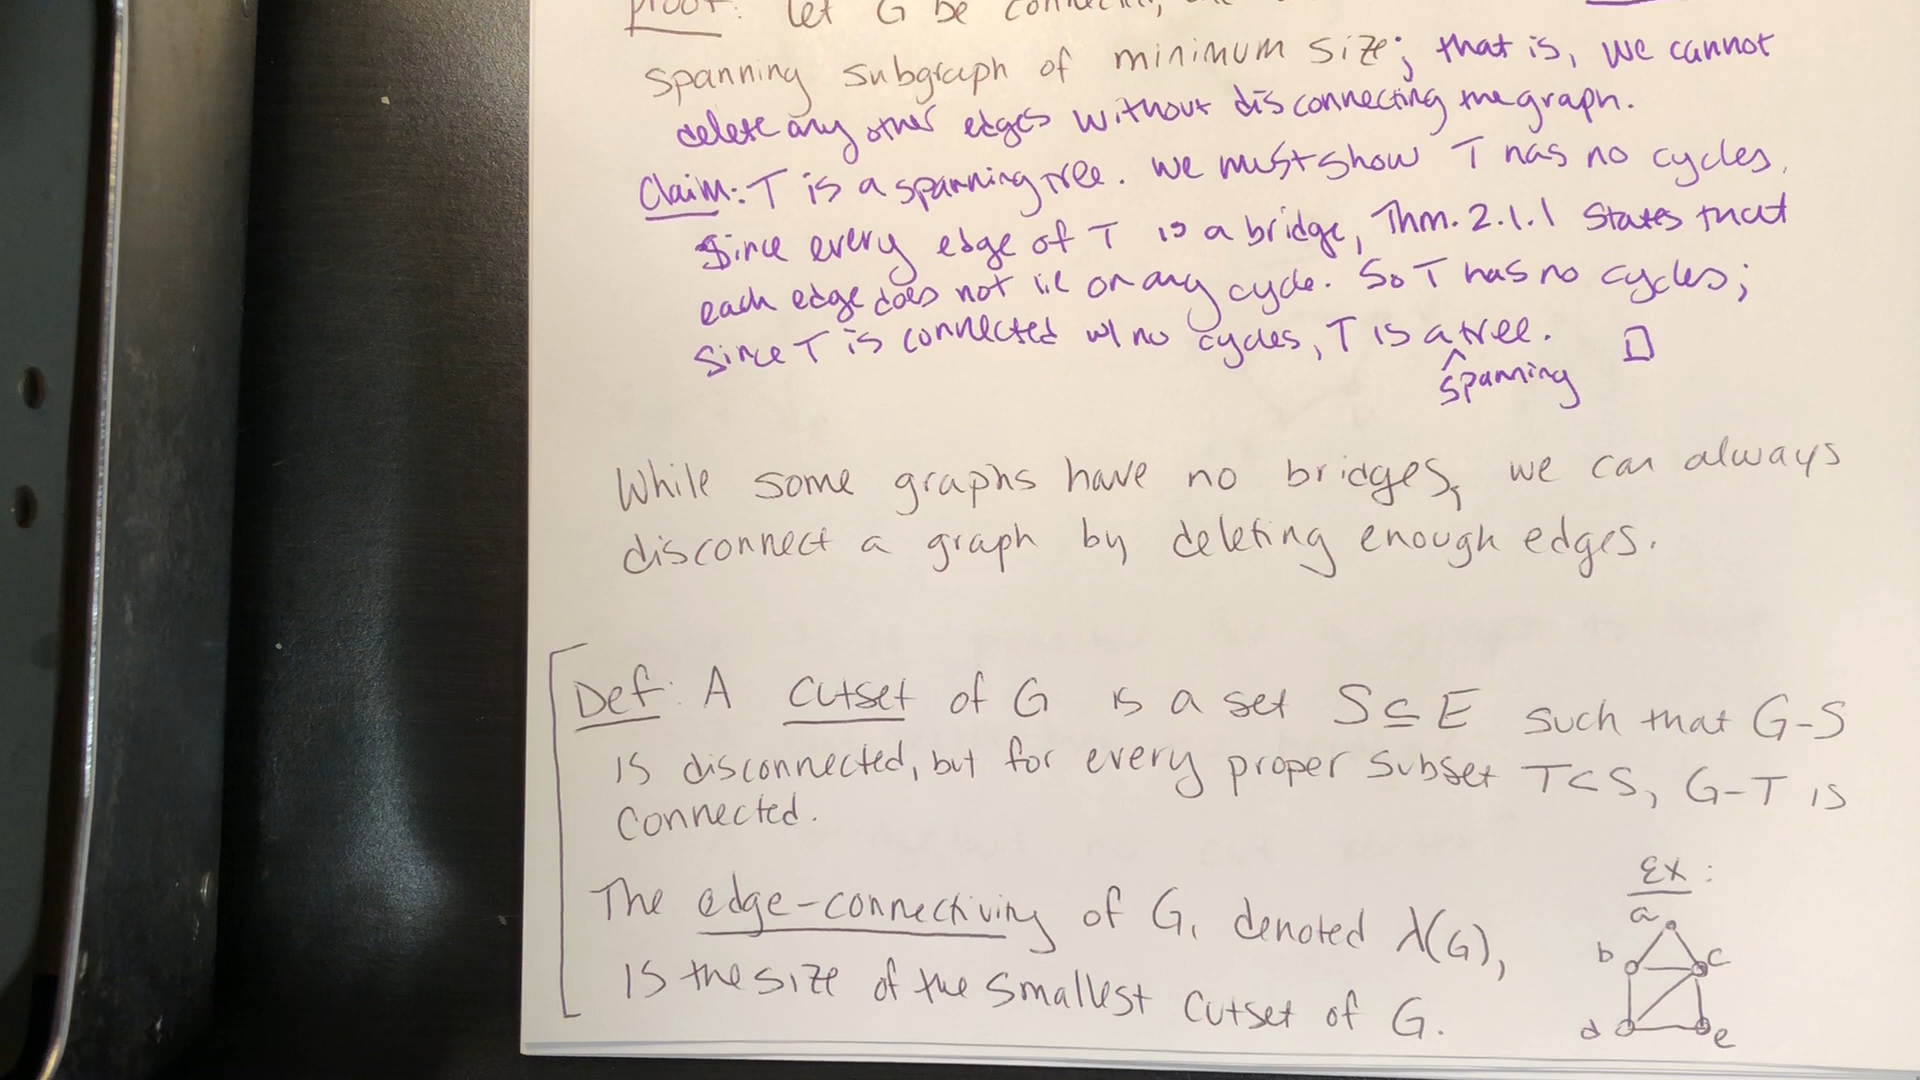 Proof: Let G be
spanning subgraph of minimum size; that is, we cannot
delete any other edges without disconnecting the graph.
Claim: T is a spanning tree. We must show T has no cycles.
Since every edge of T is a bridge, Thm. 2.1.1 states that
each edge does not lie on any cycle. So T has no cycles;
since T is connected w/ no cycles, T is a ^ tree. □
spanning
While some graphs have no bridges, we can always
disconnect a graph by deleting enough edges.
Def: A cutset of G is a set S⊆E such that G-S
is disconnected, but for every proper subset T⊂S, G-T is
connected.
The edge-connectivity of G, denoted λ(G),
is the size of the smallest cutset of G.
Ex:
a
b c
d e